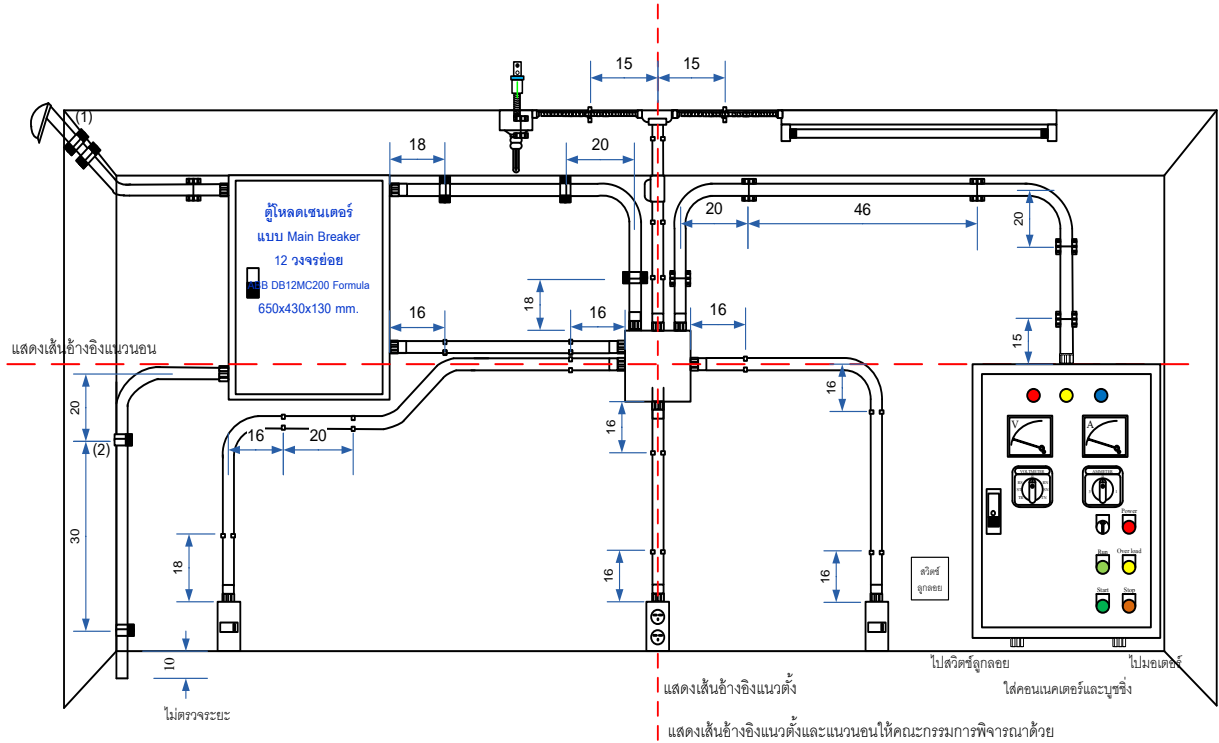 15
15
(1)
18
20
ตู้โหลดเซนเตอร์
แบบ Main Breaker
12 วงจรย่อย
ABB DB12MC200 Formula
650x430x130 mm.
20
46
20
18
16
16
16
15
แสดงเส้นอ้างอิงแนวนอน
20
(2)
16
20
16
16
30
18
16
16
10
ไม่ตรวจระยะ
V
A
VOLTMETER
AMMETER
Power
Run
Over load
Start
Stop
สวิตช์
ลูกลอย
ไปสวิตช์ลูกลอย
ไปมอเตอร์
ใส่คอนเนคเตอร์และบูชชิ่ง
แสดงเส้นอ้างอิงแนวตั้ง
แสดงเส้นอ้างอิงแนวตั้งและแนวนอนให้คณะกรรมการพิจารณาด้วย